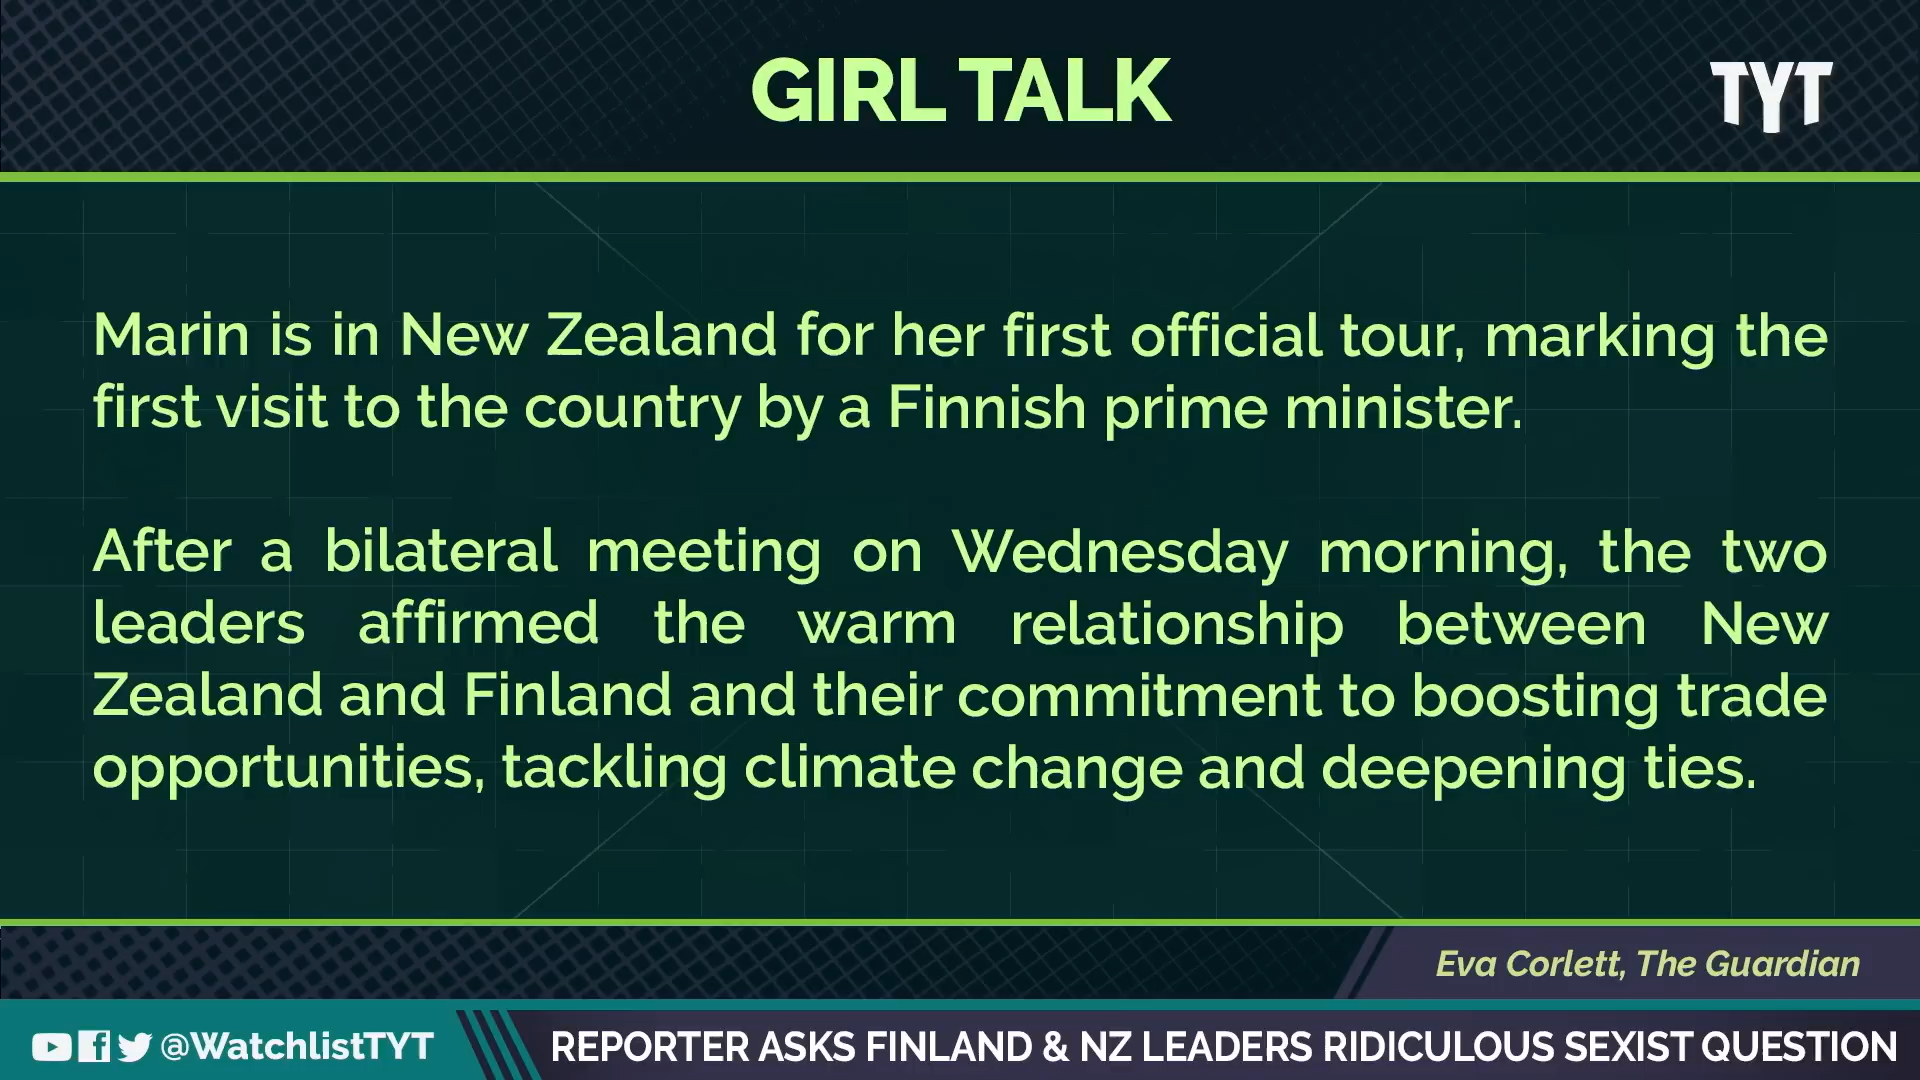 GIRL TALK
TYT
Marin is in New Zealand for her first official tour, marking the
first visit to the country by a Finnish prime minister.
After a bilateral meeting on Wednesday morning, the two
leaders affirmed the warm relationship between New
Zealand and Finland and their commitment to boosting trade
opportunities, tackling climate change and deepening ties.
Eva Corlett, The Guardian
@WatchlistTYT
REPORTER ASKS FINLAND & NZ LEADERS RIDICULOUS SEXIST QUESTION